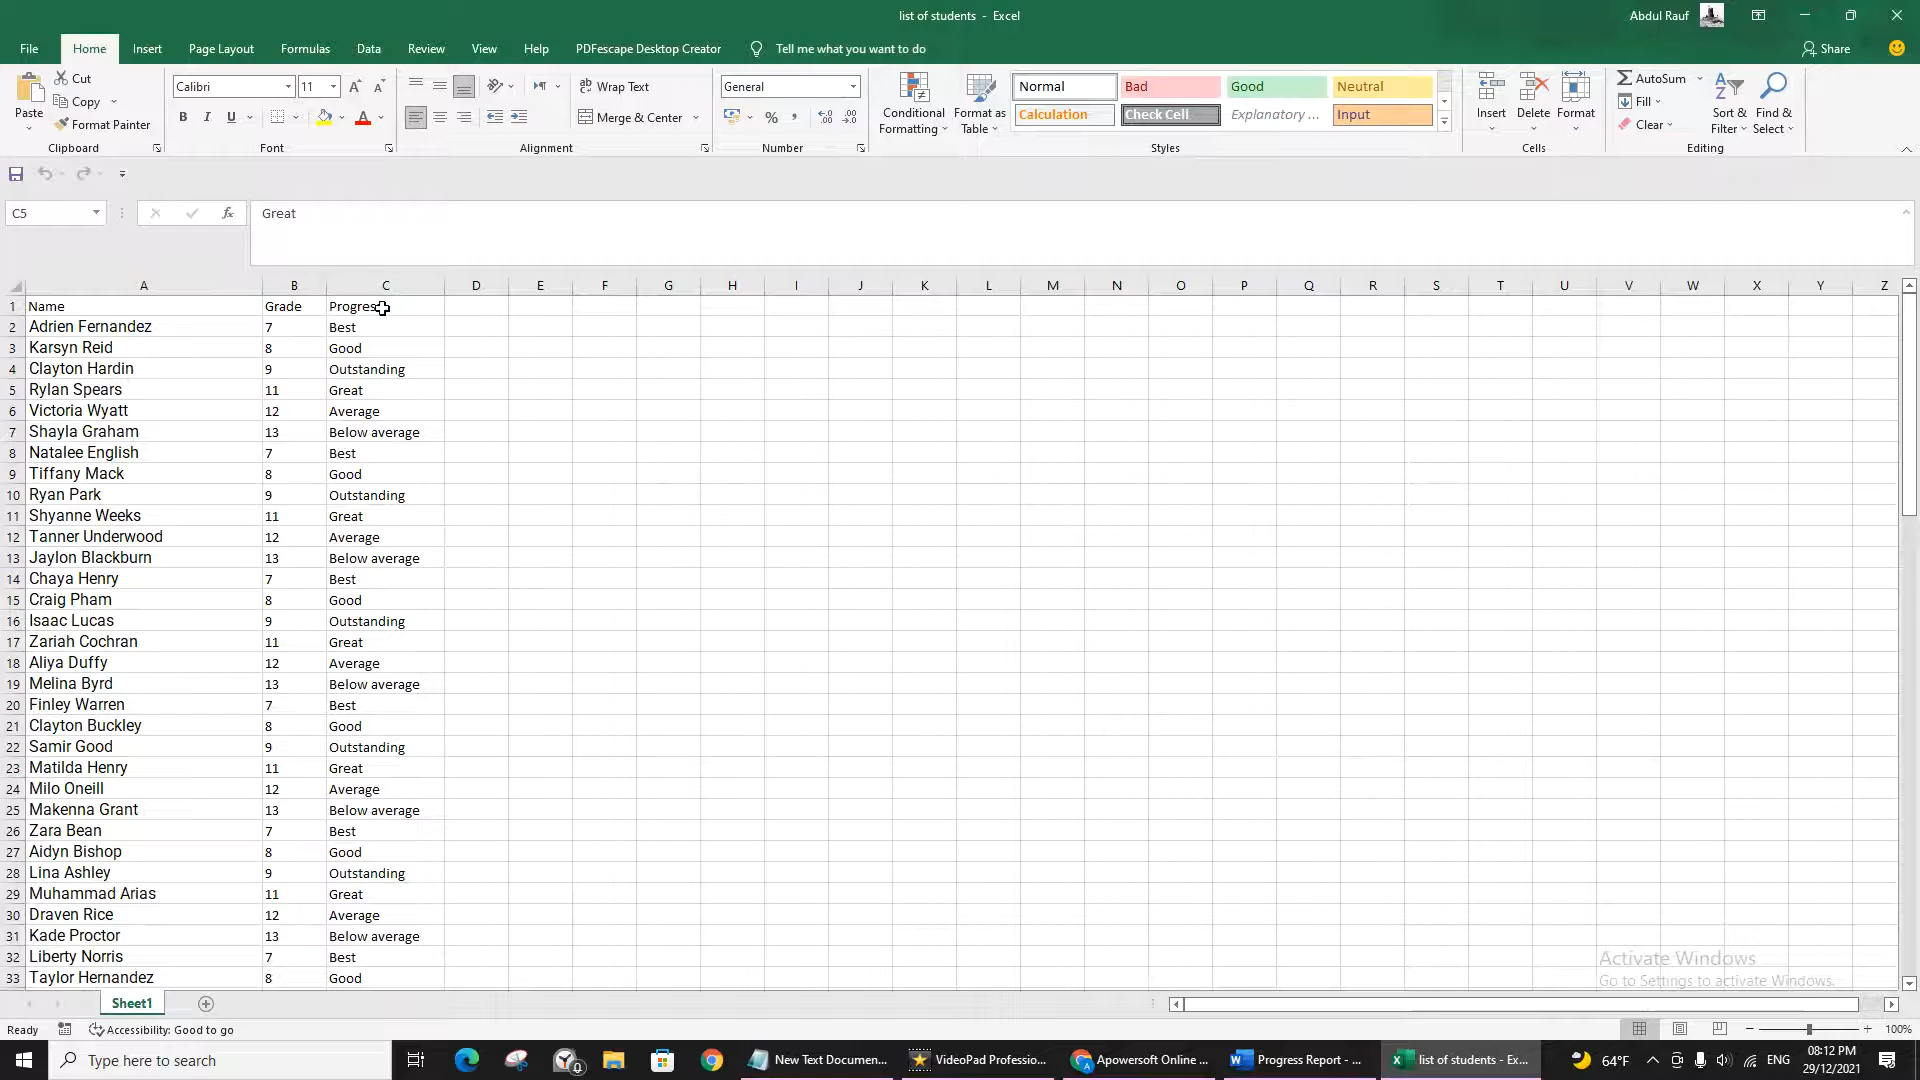 list of students - Excel
Abdul Rauf
File Home Insert Page Layout Formulas Data Review View Help PDFescape Desktop Creator Tell me what you want to do Share
Paste Cut Copy Format Painter Clipboard
Calibri 11 A A B I U A Font
Wrap Text Merge & Center Alignment
General % , Number
Conditional Formatting Format as Table
Normal Bad Good Neutral
Calculation Check Cell Explanatory ... Input
Styles
Insert Delete Format Cells
AutoSum Fill Clear Sort & Filter Find & Select Editing
C5 fx Great
A B C D E F G H I J K L M N O P Q R S T U V W X Y Z
1 Name Grade Progres
2 Adrien Fernandez 7 Best
3 Karsyn Reid 8 Good
4 Clayton Hardin 9 Outstanding
5 Rylan Spears 11 Great
6 Victoria Wyatt 12 Average
7 Shayla Graham 13 Below average
8 Natalee English 7 Best
9 Tiffany Mack 8 Good
10 Ryan Park 9 Outstanding
11 Shyanne Weeks 11 Great
12 Tanner Underwood 12 Average
13 Jaylon Blackburn 13 Below average
14 Chaya Henry 7 Best
15 Craig Pham 8 Good
16 Isaac Lucas 9 Outstanding
17 Zariah Cochran 11 Great
18 Aliya Duffy 12 Average
19 Melina Byrd 13 Below average
20 Finley Warren 7 Best
21 Clayton Buckley 8 Good
22 Samir Good 9 Outstanding
23 Matilda Henry 11 Great
24 Milo Oneill 12 Average
25 Makenna Grant 13 Below average
26 Zara Bean 7 Best
27 Aidyn Bishop 8 Good
28 Lina Ashley 9 Outstanding
29 Muhammad Arias 11 Great
30 Draven Rice 12 Average
31 Kade Proctor 13 Below average
32 Liberty Norris 7 Best
33 Taylor Hernandez 8 Good
Activate Windows
Go to Settings to activate Windows.
Sheet1
Ready Accessibility: Good to go 100%
Type here to search
New Text Documen... VideoPad Professio... Apowersoft Online ... Progress Report - ... list of students - Ex...
64°F ENG 08:12 PM
29/12/2021